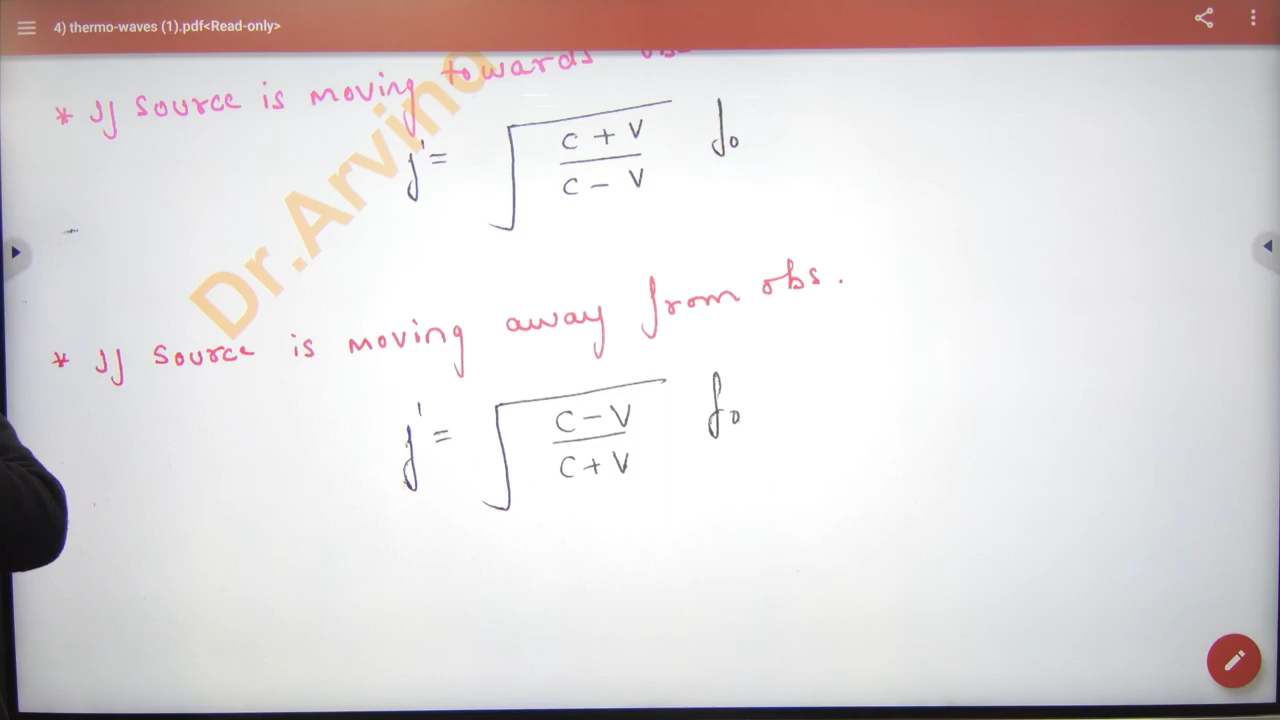 4) thermo-waves (1).pdf<Read-only>
* If source is moving towards
f' = √((c + v)/(c - v)) f₀
Dr.Arvind
* If source is moving away from obs.
f' = √((c - v)/(c + v)) f₀